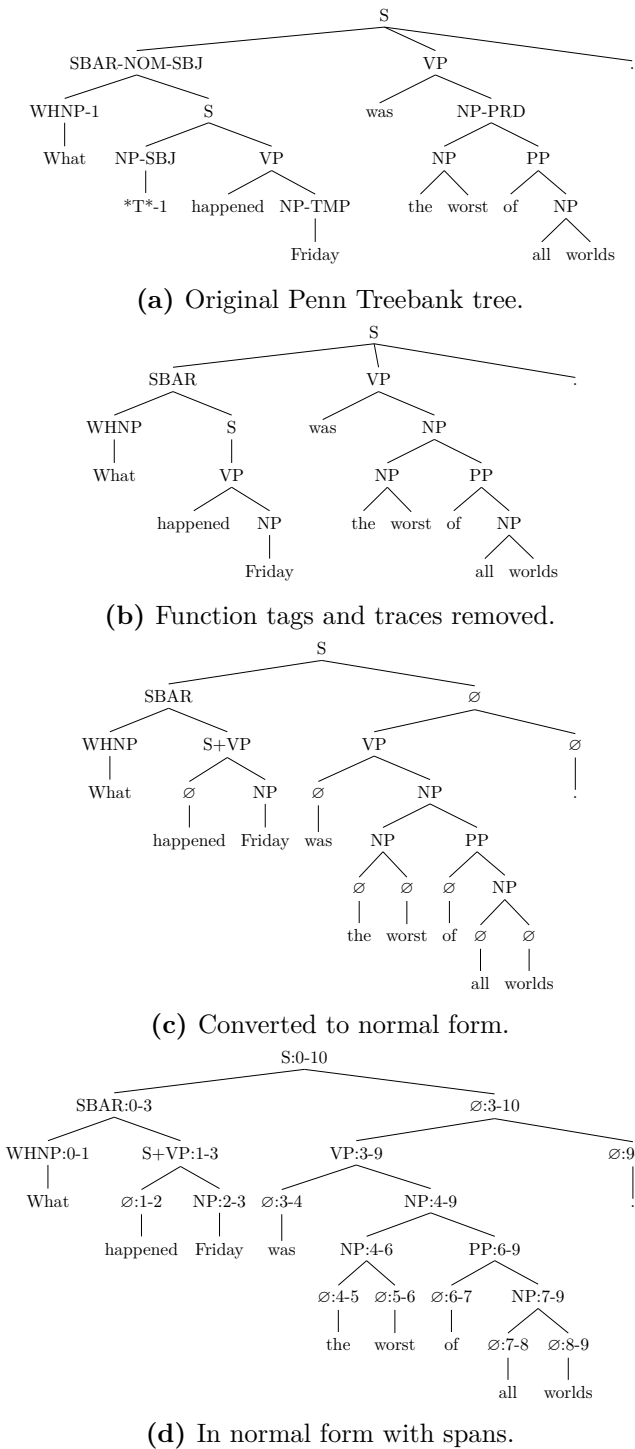 S
SBAR-NOM-SBJ VP .
WHNP-1 S was NP-PRD
What NP-SBJ VP NP PP
*T*-1 happened NP-TMP the worst of NP
Friday all worlds
(a) Original Penn Treebank tree.
S
SBAR VP .
WHNP S was NP
What VP NP PP
happened NP the worst of NP
Friday all worlds
(b) Function tags and traces removed.
S
SBAR ∅
WHNP S+VP VP ∅
What ∅ NP ∅ NP .
happened Friday was NP PP
∅ ∅ ∅ NP
the worst of ∅ ∅
all worlds
(c) Converted to normal form.
S:0-10
SBAR:0-3 ∅:3-10
WHNP:0-1 S+VP:1-3 VP:3-9 ∅:9
What ∅:1-2 NP:2-3 ∅:3-4 NP:4-9 .
happened Friday was NP:4-6 PP:6-9
∅:4-5 ∅:5-6 ∅:6-7 NP:7-9
the worst of ∅:7-8 ∅:8-9
all worlds
(d) In normal form with spans.